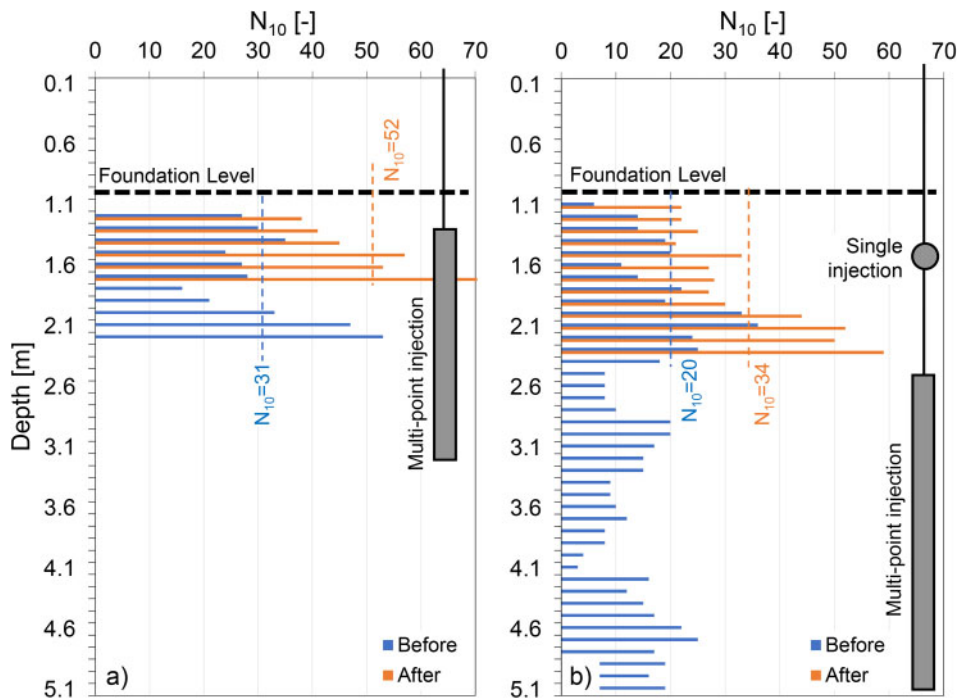 N10 [-]
0 10 20 30 40 50 60 70
0.1
0.6
1.1
1.6
2.1
2.6
3.1
3.6
4.1
4.6
5.1
Depth [m]
Foundation Level
N10=52
N10=31
Multi-point injection
Before
After
a)
N10 [-]
0 10 20 30 40 50 60 70
0.1
0.6
1.1
1.6
2.1
2.6
3.1
3.6
4.1
4.6
5.1
Foundation Level
Single
injection
N10=20
N10=34
Multi-point injection
Before
After
b)